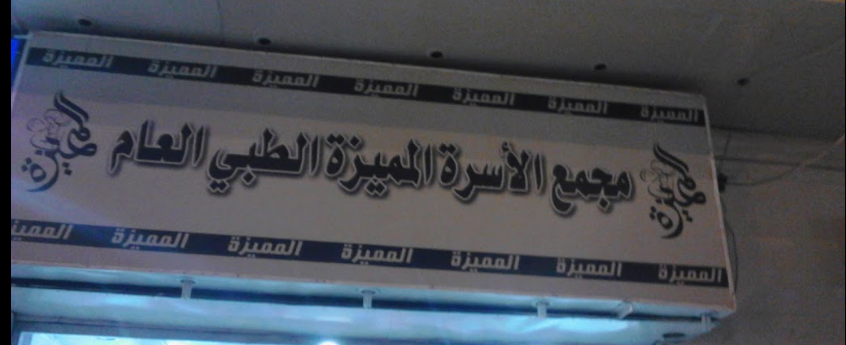 المميزة المميزة المميزة المميزة المميزة المميزة المميزة
المميزة مجمع الأسرة المميزة الطبي العام المميزة
المميزة المميزة المميزة المميزة المميزة المميزة المميز